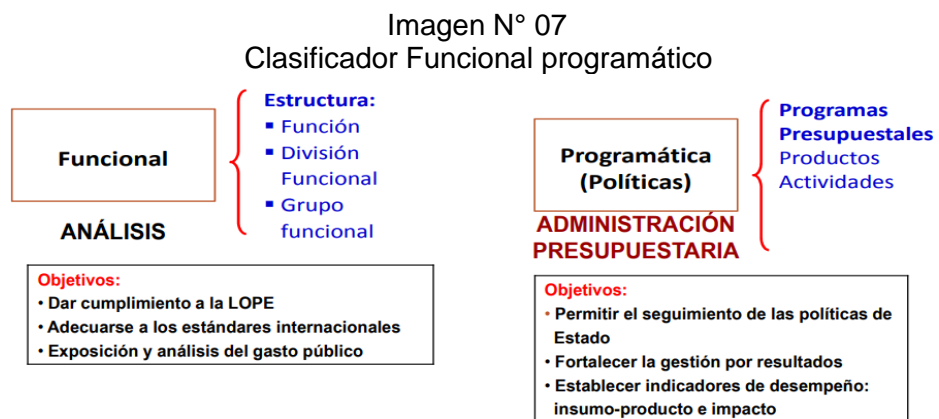 Imagen N° 07
Clasificador Funcional programático
Funcional
ANÁLISIS
Estructura:
▪ Función
▪ División
Funcional
▪ Grupo
funcional
Objetivos:
• Dar cumplimiento a la LOPE
• Adecuarse a los estándares internacionales
• Exposición y análisis del gasto público
Programática
(Políticas)
ADMINISTRACIÓN
PRESUPUESTARIA
Programas
Presupuestales
Productos
Actividades
Objetivos:
• Permitir el seguimiento de las políticas de
Estado
• Fortalecer la gestión por resultados
• Establecer indicadores de desempeño:
insumo-producto e impacto